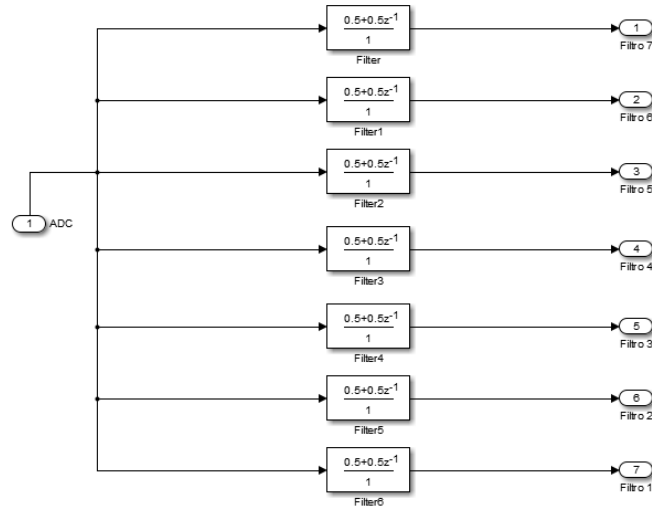 0.5+0.5z-1
1
Filter
1
Filtro 7
0.5+0.5z-1
1
Filter1
2
Filtro 6
0.5+0.5z-1
1
Filter2
3
Filtro 5
1
ADC
0.5+0.5z-1
1
Filter3
4
Filtro 4
0.5+0.5z-1
1
Filter4
5
Filtro 3
0.5+0.5z-1
1
Filter5
6
Filtro 2
0.5+0.5z-1
1
Filter6
7
Filtro 1